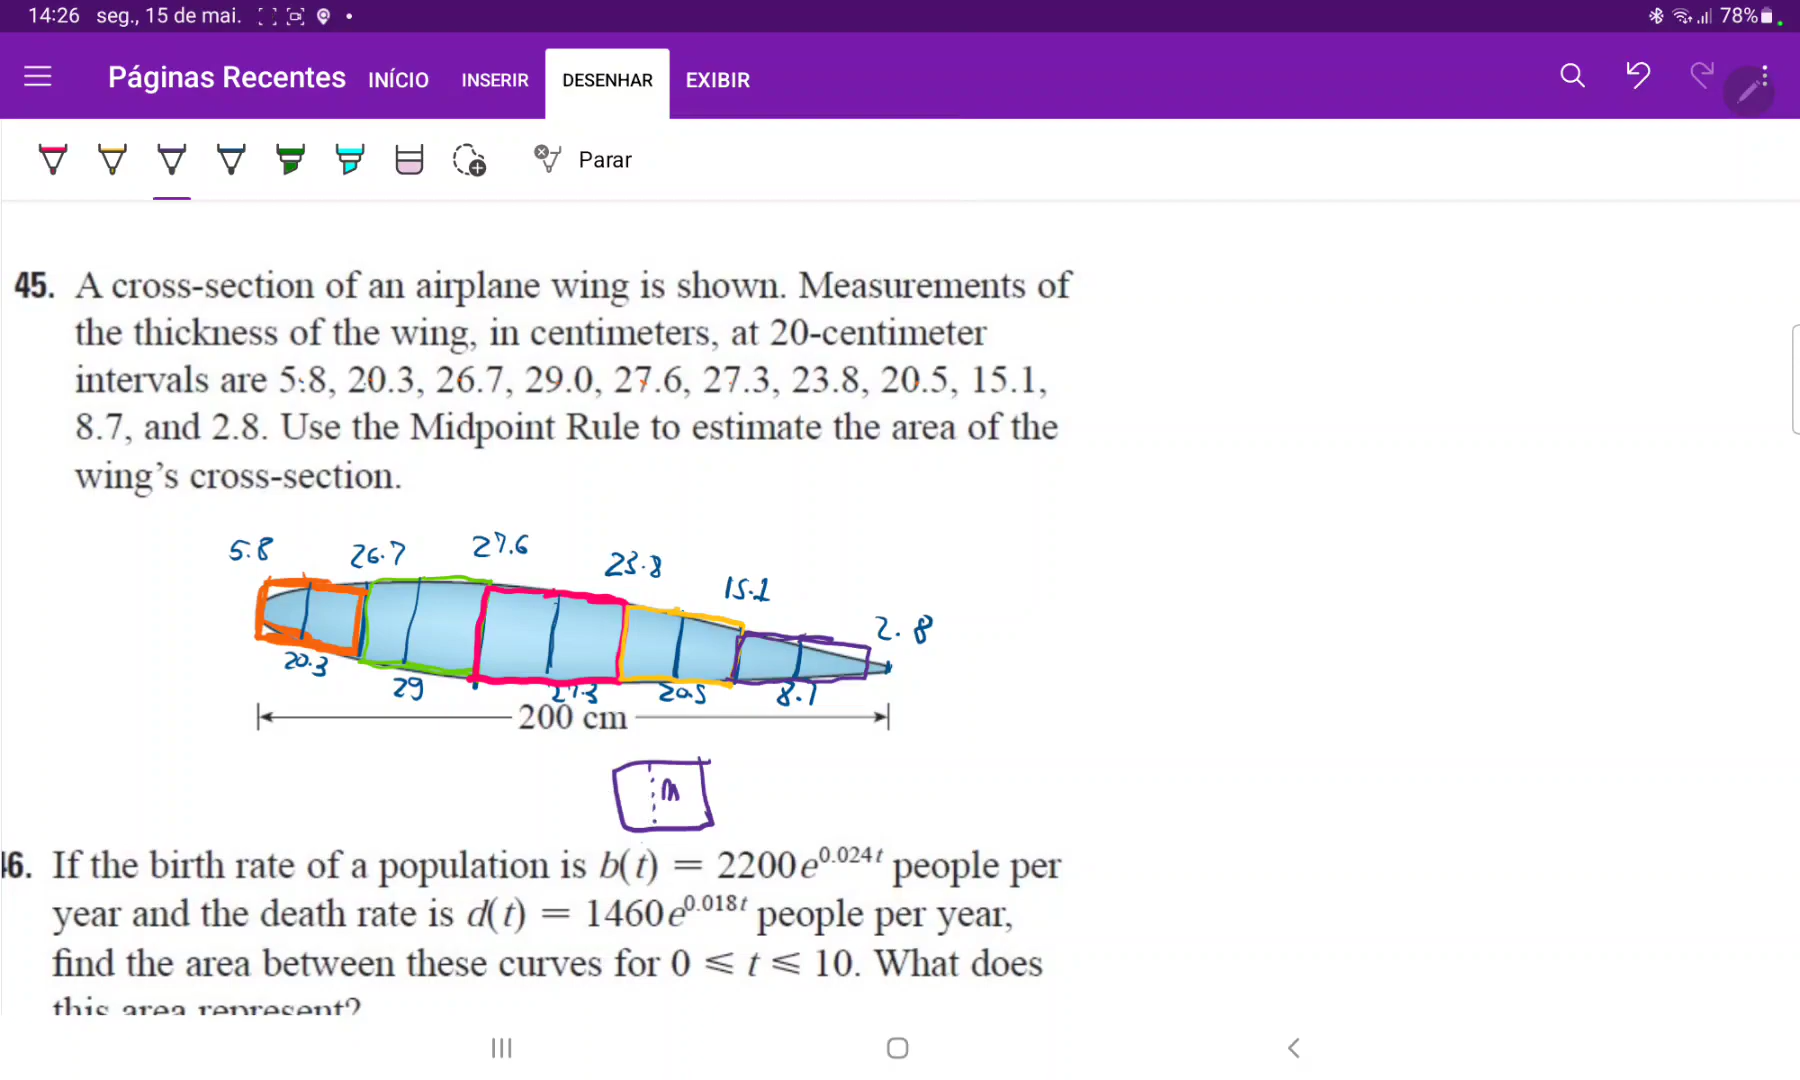 14:26 seg., 15 de mai.
78%
Páginas Recentes INÍCIO INSERIR DESENHAR EXIBIR
Parar
45. A cross-section of an airplane wing is shown. Measurements of
the thickness of the wing, in centimeters, at 20-centimeter
intervals are 5.8, 20.3, 26.7, 29.0, 27.6, 27.3, 23.8, 20.5, 15.1,
8.7, and 2.8. Use the Midpoint Rule to estimate the area of the
wing’s cross-section.
5.8 26.7 27.6 23.8 15.1 2.8
20.3 29 27.3 20.5 8.7
200 cm
m
46. If the birth rate of a population is b(t) = 2200e^0.024t people per
year and the death rate is d(t) = 1460e^0.018t people per year,
find the area between these curves for 0 ⩽ t ⩽ 10. What does
this area represent?